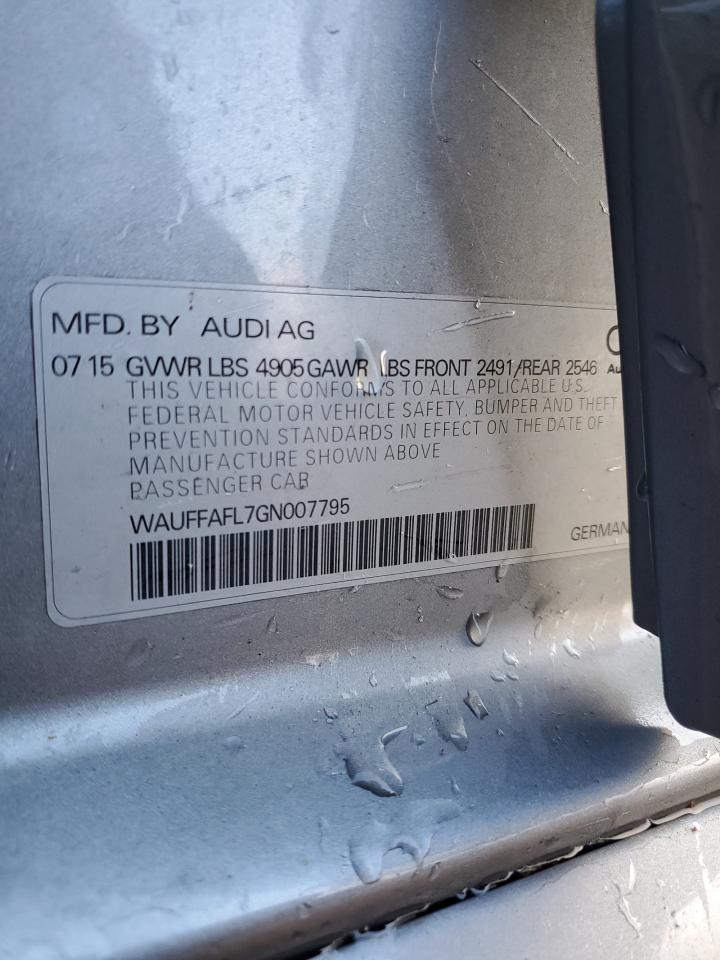 MFD. BY AUDI AG
07 15 GVWR LBS 4905 GAWR LBS FRONT 2491/REAR 2546
THIS VEHICLE CONFORMS TO ALL APPLICABLE U.S.
FEDERAL MOTOR VEHICLE SAFETY, BUMPER AND THEFT
PREVENTION STANDARDS IN EFFECT ON THE DATE OF
MANUFACTURE SHOWN ABOVE
PASSENGER CAR
WAUFFAFL7GN007795
GERMAN